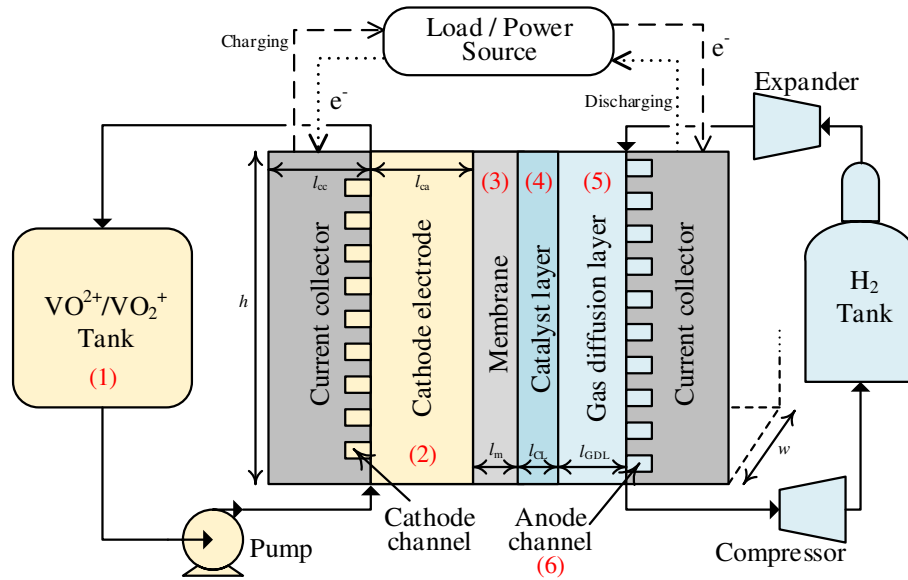 Load / Power
Source
Charging
e-
e-
Discharging
Expander
lcc
lca
(3)
(4)
(5)
h
VO2+/VO2+
Tank
(1)
Current collector
Cathode electrode
Membrane
Catalyst layer
Gas diffusion layer
Current collector
H2
Tank
(2)
lm
lCL
lGDL
w
Pump
Cathode
channel
Anode
channel
(6)
Compressor